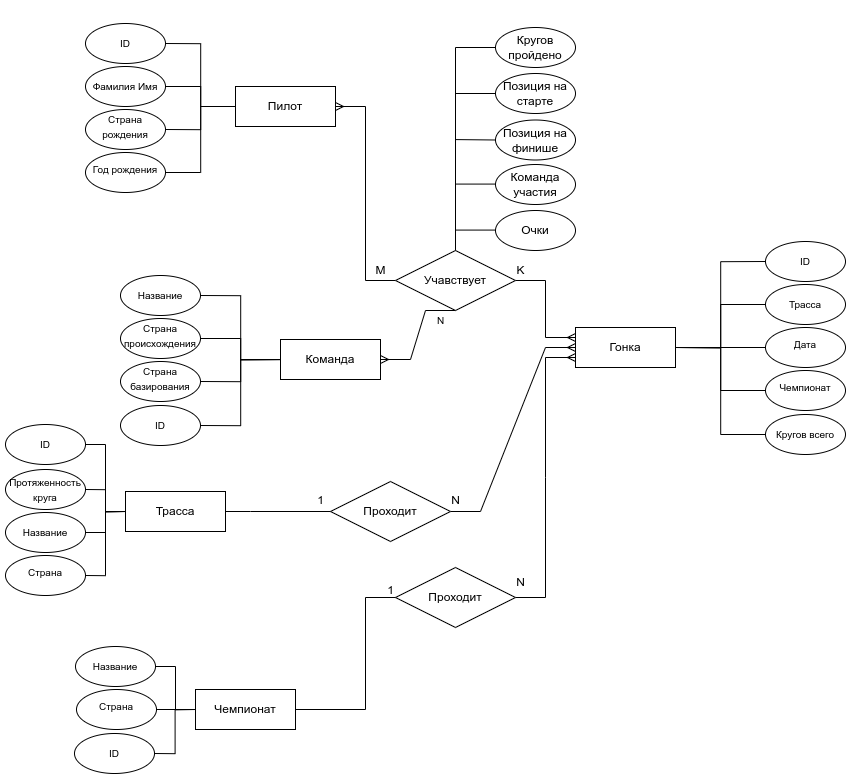 ID
Фамилия Имя
Страна
рождения
Год рождения
Пилот
Кругов
пройдено
Позиция на
старте
Позиция на
финише
Команда
участия
Очки
M
Учавствует
K
N
Название
Страна
происхождения
Страна
базирования
ID
Команда
Гонка
ID
Трасса
Дата
Чемпионат
Кругов всего
ID
Протяженность
круга
Название
Страна
Трасса
1
Проходит
N
1
Проходит
N
Название
Страна
ID
Чемпионат